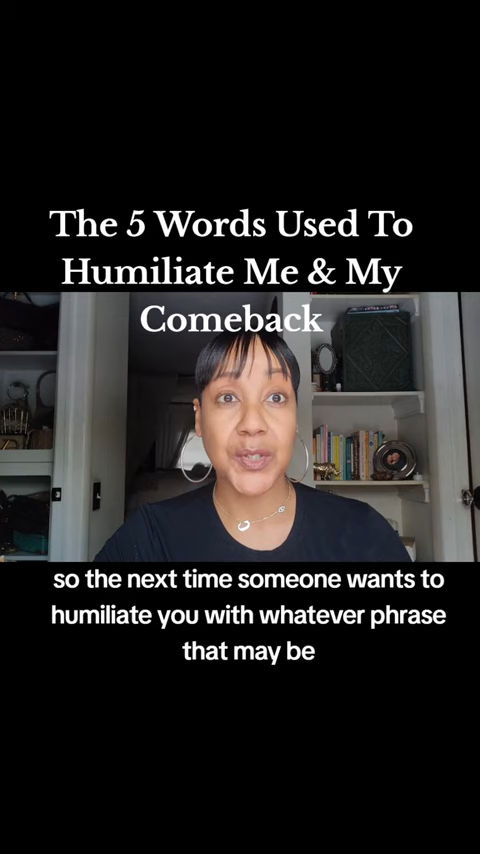 The 5 Words Used To
Humiliate Me & My
Comeback
so the next time someone wants to
humiliate you with whatever phrase
that may be